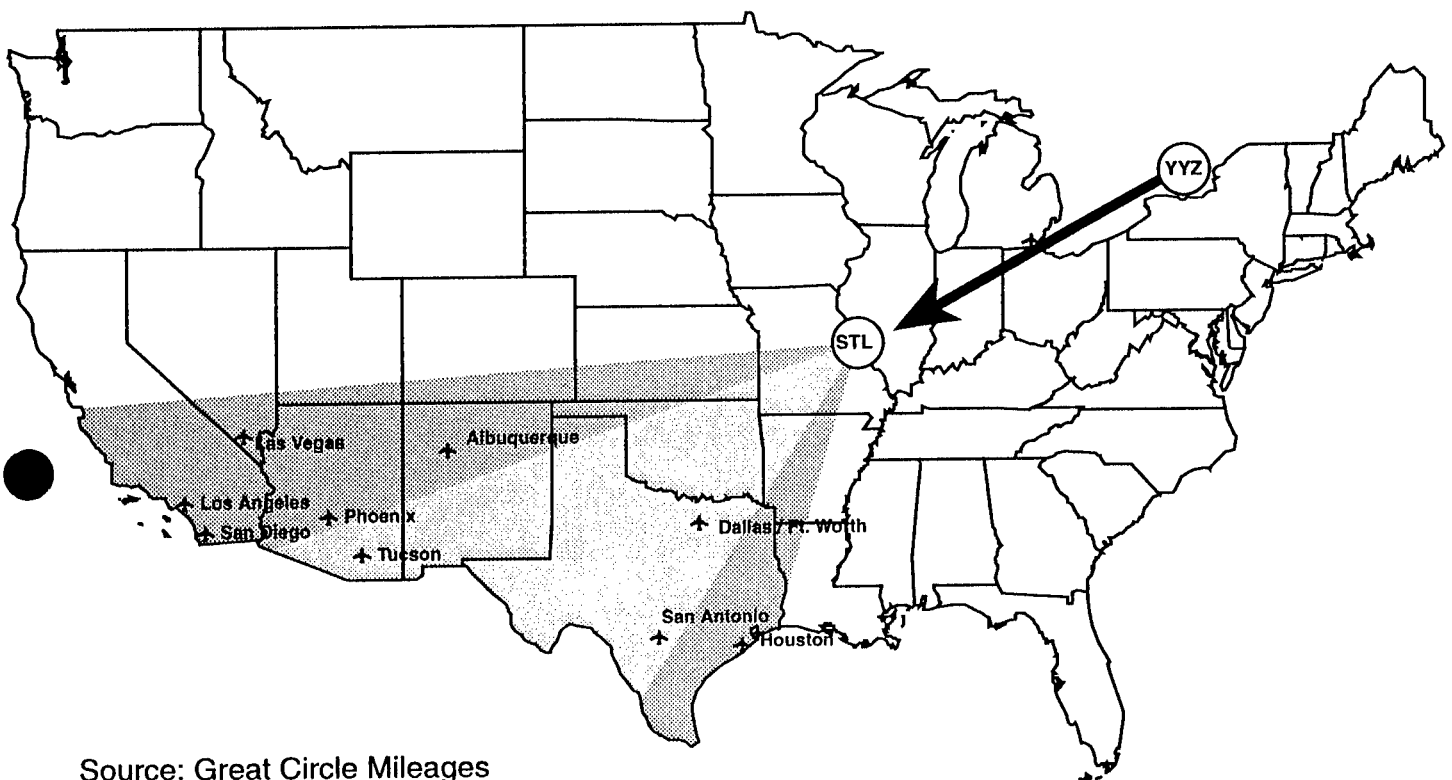 YYZ
STL
Las Vegas
Albuquerque
Los Angeles
Phoenix
San Diego
Dallas / Ft. Worth
Tucson
San Antonio
Houston
Source: Great Circle Mileages